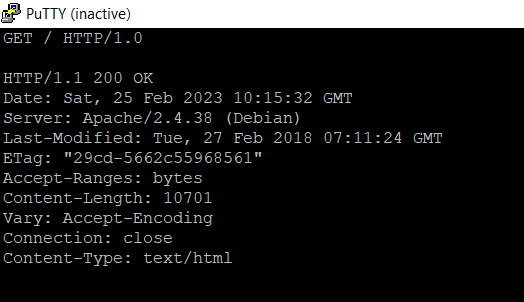 PuTTY (inactive)
GET / HTTP/1.0
HTTP/1.1 200 OK
Date: Sat, 25 Feb 2023 10:15:32 GMT
Server: Apache/2.4.38 (Debian)
Last-Modified: Tue, 27 Feb 2018 07:11:24 GMT
ETag: "29cd-5662c55968561"
Accept-Ranges: bytes
Content-Length: 10701
Vary: Accept-Encoding
Connection: close
Content-Type: text/html